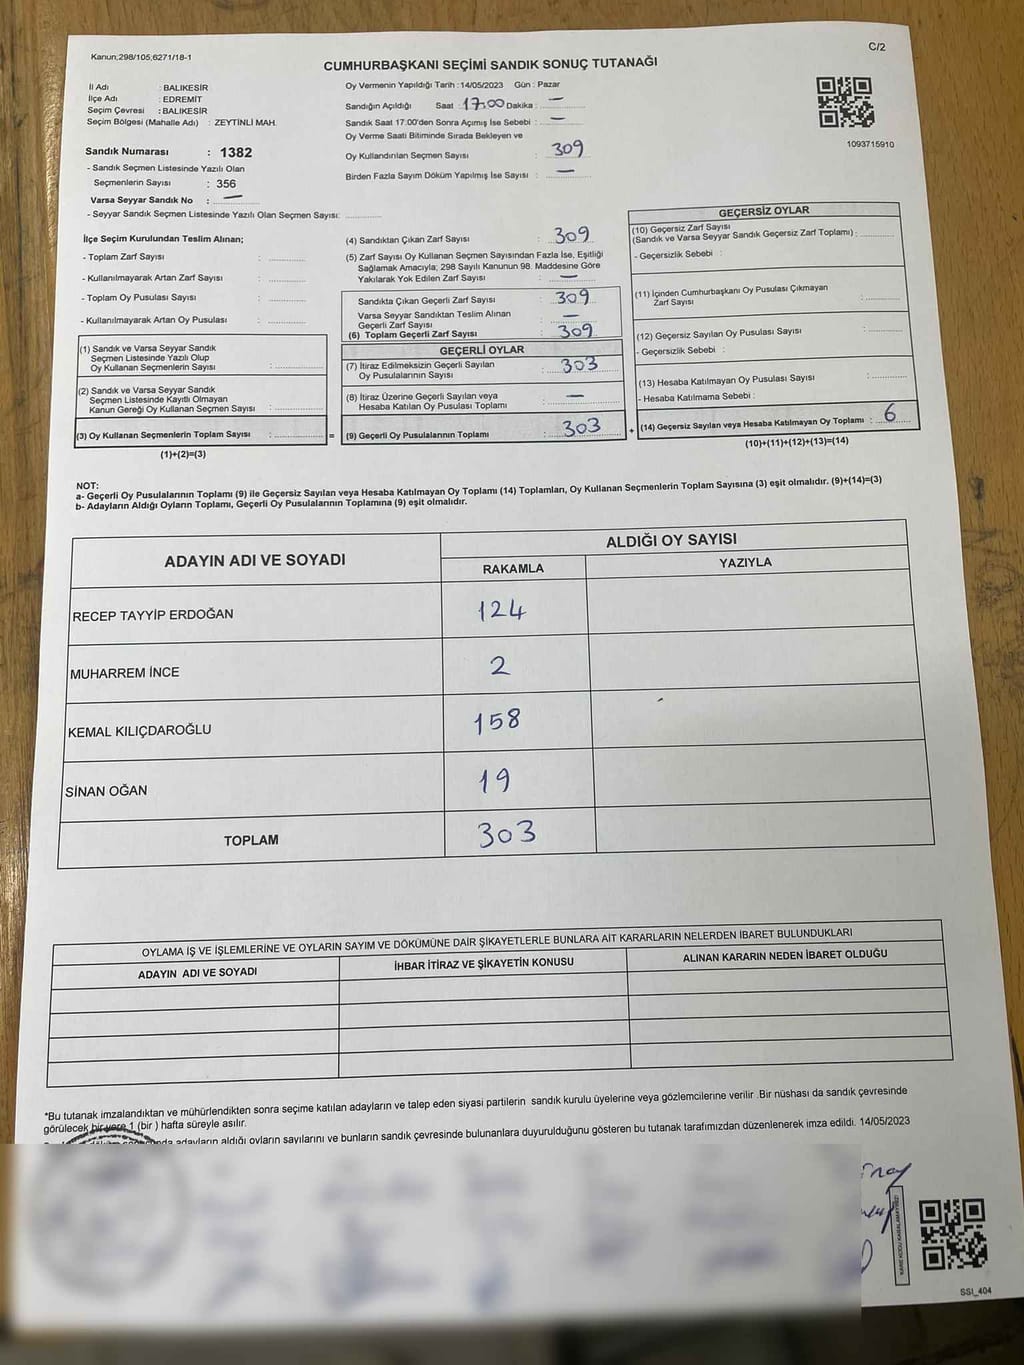 Kanun;298/105;6271/18-1
C/2
CUMHURBAŞKANI SEÇİMİ SANDIK SONUÇ TUTANAĞI
İl Adı : BALIKESİR
İlçe Adı : EDREMİT
Seçim Çevresi : BALIKESİR
Seçim Bölgesi (Mahalle Adı) : ZEYTİNLİ MAH.
Oy Vermenin Yapıldığı Tarih :14/05/2023 Gün : Pazar
Sandığın Açıldığı Saat : 17:00 Dakika : —
Sandık Saat 17:00'den Sonra Açımış İse Sebebi : —
Oy Verme Saati Bitiminde Sırada Bekleyen ve
Oy Kullandırılan Seçmen Sayısı : 309
Birden Fazla Sayım Döküm Yapılmış İse Sayısı : —
1093715910
Sandık Numarası : 1382
- Sandık Seçmen Listesinde Yazılı Olan
Seçmenlerin Sayısı : 356
Varsa Seyyar Sandık No : —
- Seyyar Sandık Seçmen Listesinde Yazılı Olan Seçmen Sayısı:
İlçe Seçim Kurulundan Teslim Alınan;
- Toplam Zarf Sayısı :
- Kullanılmayarak Artan Zarf Sayısı :
- Toplam Oy Pusulası Sayısı :
- Kullanılmayarak Artan Oy Pusulası :
(1) Sandık ve Varsa Seyyar Sandık
Seçmen Listesinde Yazılı Olup
Oy Kullanan Seçmenlerin Sayısı :
(2) Sandık ve Varsa Seyyar Sandık
Seçmen Listesinde Kayıtlı Olmayan
Kanun Gereği Oy Kullanan Seçmen Sayısı :
(3) Oy Kullanan Seçmenlerin Toplam Sayısı : =
(1)+(2)=(3)
(4) Sandıktan Çıkan Zarf Sayısı : 309
(5) Zarf Sayısı Oy Kullanan Seçmen Sayısından Fazla İse, Eşitliği
Sağlamak Amacıyla; 298 Sayılı Kanunun 98. Maddesine Göre
Yakılarak Yok Edilen Zarf Sayısı : —
Sandıkta Çıkan Geçerli Zarf Sayısı : 309
Varsa Seyyar Sandıktan Teslim Alınan
Geçerli Zarf Sayısı : —
(6) Toplam Geçerli Zarf Sayısı : 309
GEÇERLİ OYLAR
(7) İtiraz Edilmeksizin Geçerli Sayılan
Oy Pusulalarının Sayısı : 303
(8) İtiraz Üzerine Geçerli Sayılan veya
Hesaba Katılan Oy Pusulası Toplamı : —
(9) Geçerli Oy Pusulalarının Toplamı : 303 +
GEÇERSİZ OYLAR
(10) Geçersiz Zarf Sayısı
(Sandık ve Varsa Seyyar Sandık Geçersiz Zarf Toplamı) :
- Geçersizlik Sebebi :
(11) İçinden Cumhurbaşkanı Oy Pusulası Çıkmayan
Zarf Sayısı :
(12) Geçersiz Sayılan Oy Pusulası Sayısı :
- Geçersizlik Sebebi :
(13) Hesaba Katılmayan Oy Pusulası Sayısı :
- Hesaba Katılmama Sebebi :
(14) Geçersiz Sayılan veya Hesaba Katılmayan Oy Toplamı : 6
(10)+(11)+(12)+(13)=(14)
NOT:
a- Geçerli Oy Pusulalarının Toplamı (9) ile Geçersiz Sayılan veya Hesaba Katılmayan Oy Toplamı (14) Toplamları, Oy Kullanan Seçmenlerin Toplam Sayısına (3) eşit olmalıdır. (9)+(14)=(3)
b- Adayların Aldığı Oyların Toplamı, Geçerli Oy Pusulalarının Toplamına (9) eşit olmalıdır.
ADAYIN ADI VE SOYADI
ALDIĞI OY SAYISI
RAKAMLA YAZIYLA
RECEP TAYYİP ERDOĞAN 124
MUHARREM İNCE 2
KEMAL KILIÇDAROĞLU 158
SİNAN OĞAN 19
TOPLAM 303
OYLAMA İŞ VE İŞLEMLERİNE VE OYLARIN SAYIM VE DÖKÜMÜNE DAİR ŞİKAYETLERLE BUNLARA AİT KARARLARIN NELERDEN İBARET BULUNDUKLARI
ADAYIN ADI VE SOYADI İHBAR İTİRAZ VE ŞİKAYETİN KONUSU ALINAN KARARIN NEDEN İBARET OLDUĞU
*Bu tutanak imzalandıktan ve mühürlendikten sonra seçime katılan adayların ve talep eden siyasi partilerin sandık kurulu üyelerine veya gözlemcilerine verilir .Bir nüshası da sandık çevresinde
görülecek bir yere 1 (bir ) hafta süreyle asılır.
adayların aldığı oyların sayılarını ve bunların sandık çevresinde bulunanlara duyurulduğunu gösteren bu tutanak tarafımızdan düzenlenerek imza edildi. 14/05/2023
SSI_404